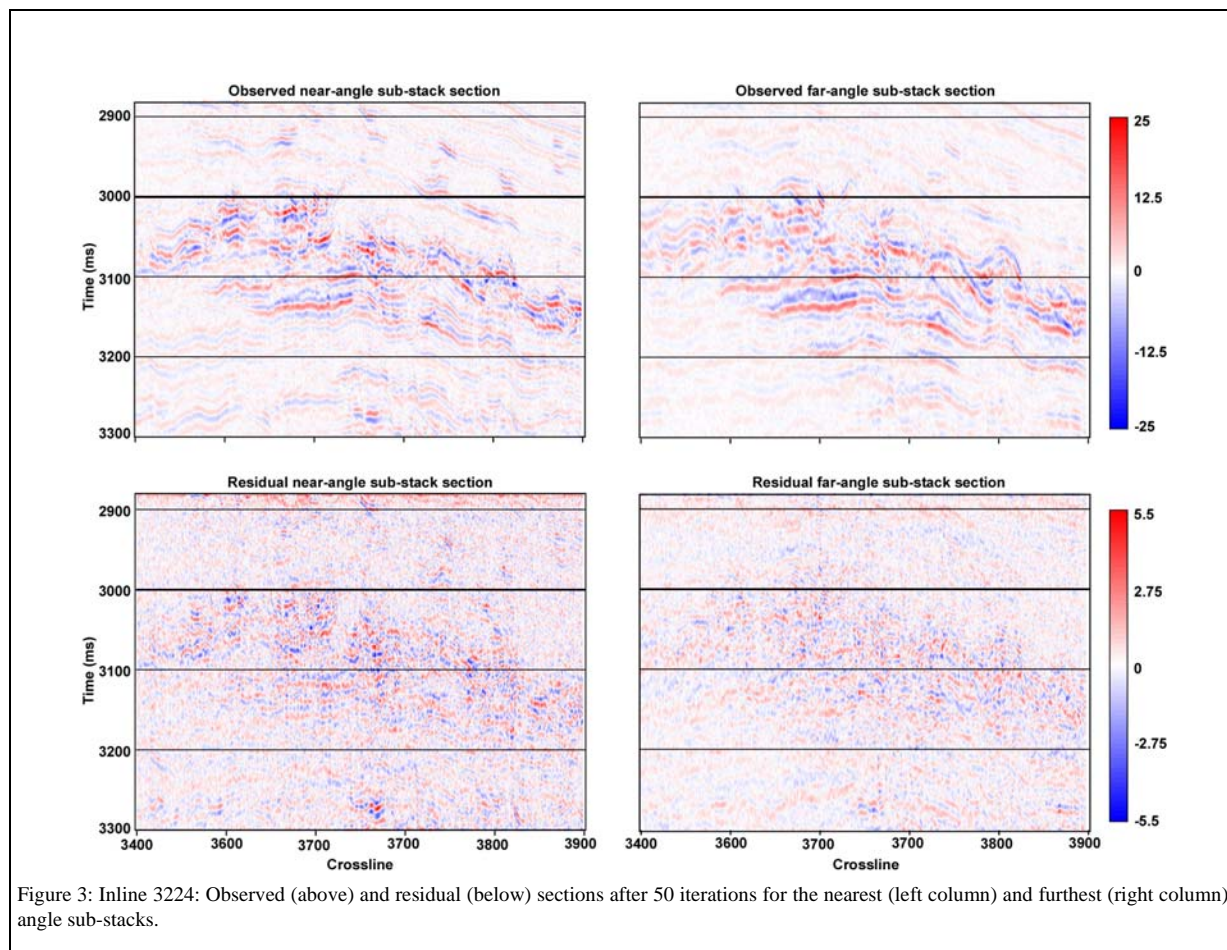 Observed near-angle sub-stack section
Observed far-angle sub-stack section
2900
3000
3100
3200
3300
Time (ms)
25
12.5
0
-12.5
-25
Residual near-angle sub-stack section
Residual far-angle sub-stack section
2900
3000
3100
3200
3300
Time (ms)
5.5
2.75
0
-2.75
-5.5
3400 3600 3700 3700 3800 3900
Crossline
3400 3600 3700 3700 3800 3900
Crossline
Figure 3: Inline 3224: Observed (above) and residual (below) sections after 50 iterations for the nearest (left column) and furthest (right column)
angle sub-stacks.